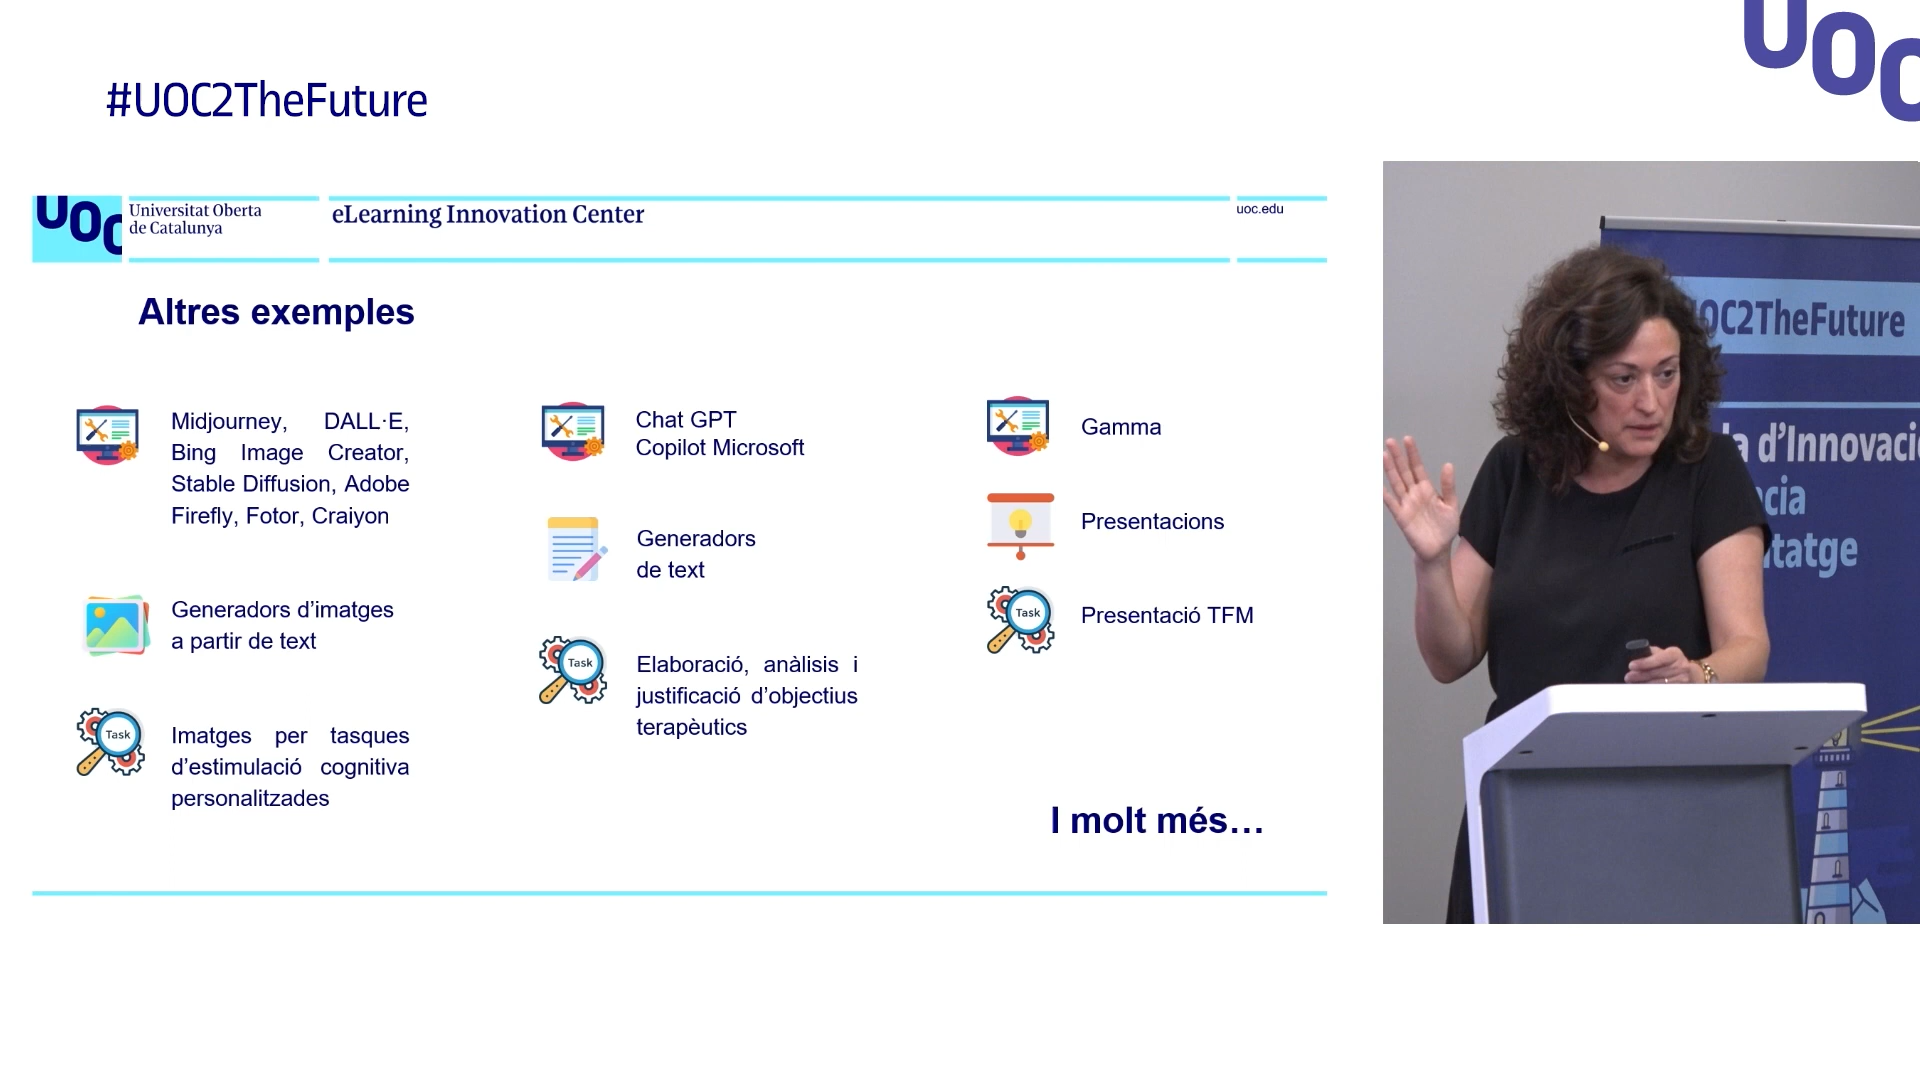 #UOC2TheFuture
UOC
UOC
Universitat Oberta
de Catalunya
eLearning Innovation Center
uoc.edu
Altres exemples
Midjourney, DALL·E,
Bing Image Creator,
Stable Diffusion, Adobe
Firefly, Fotor, Craiyon
Generadors d’imatges
a partir de text
Task
Imatges per tasques
d’estimulació cognitiva
personalitzades
Chat GPT
Copilot Microsoft
Generadors
de text
Task
Elaboració, anàlisis i
justificació d’objectius
terapèutics
Gamma
Presentacions
Task
Presentació TFM
I molt més…
OC2TheFuture
a d’Innovació
cia
tatge